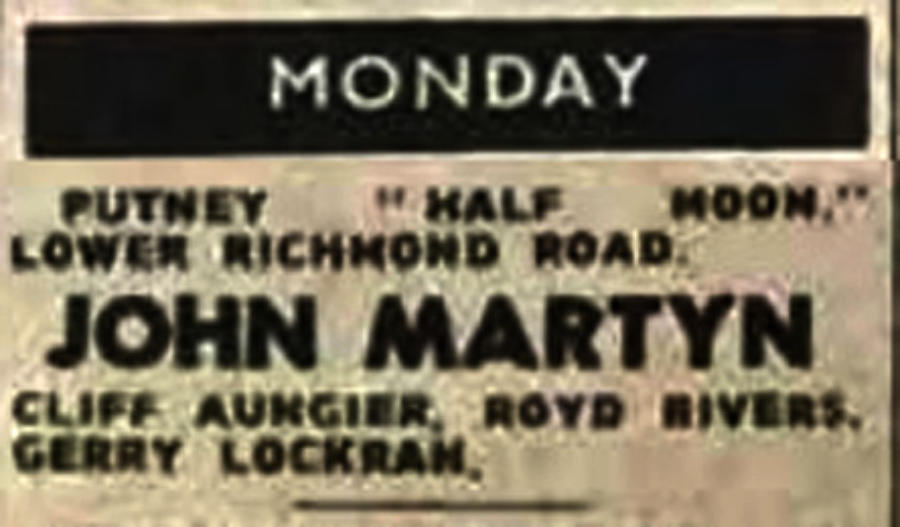 MONDAY
PUTNEY "HALF MOON,"
LOWER RICHMOND ROAD.
JOHN MARTYN
CLIFF AUNGIER, ROYD RIVERS,
GERRY LOCKRAN.